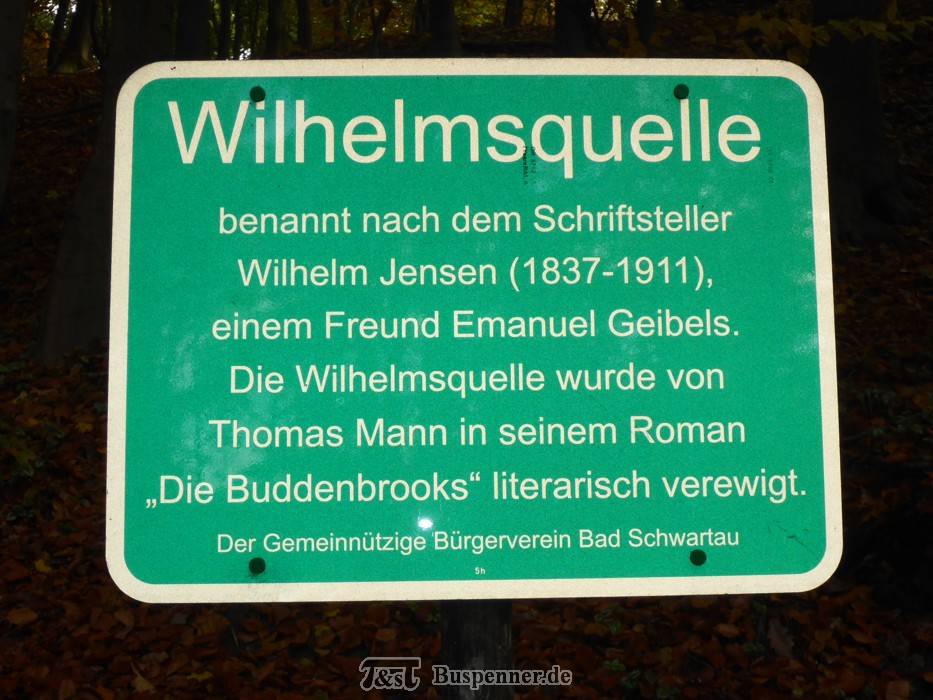 Wilhelmsquelle
benannt nach dem Schriftsteller
Wilhelm Jensen (1837-1911),
einem Freund Emanuel Geibels.
Die Wilhelmsquelle wurde von
Thomas Mann in seinem Roman
„Die Buddenbrooks“ literarisch verewigt.
Der Gemeinnützige Bürgerverein Bad Schwartau
5h
T&T Buspenner.de